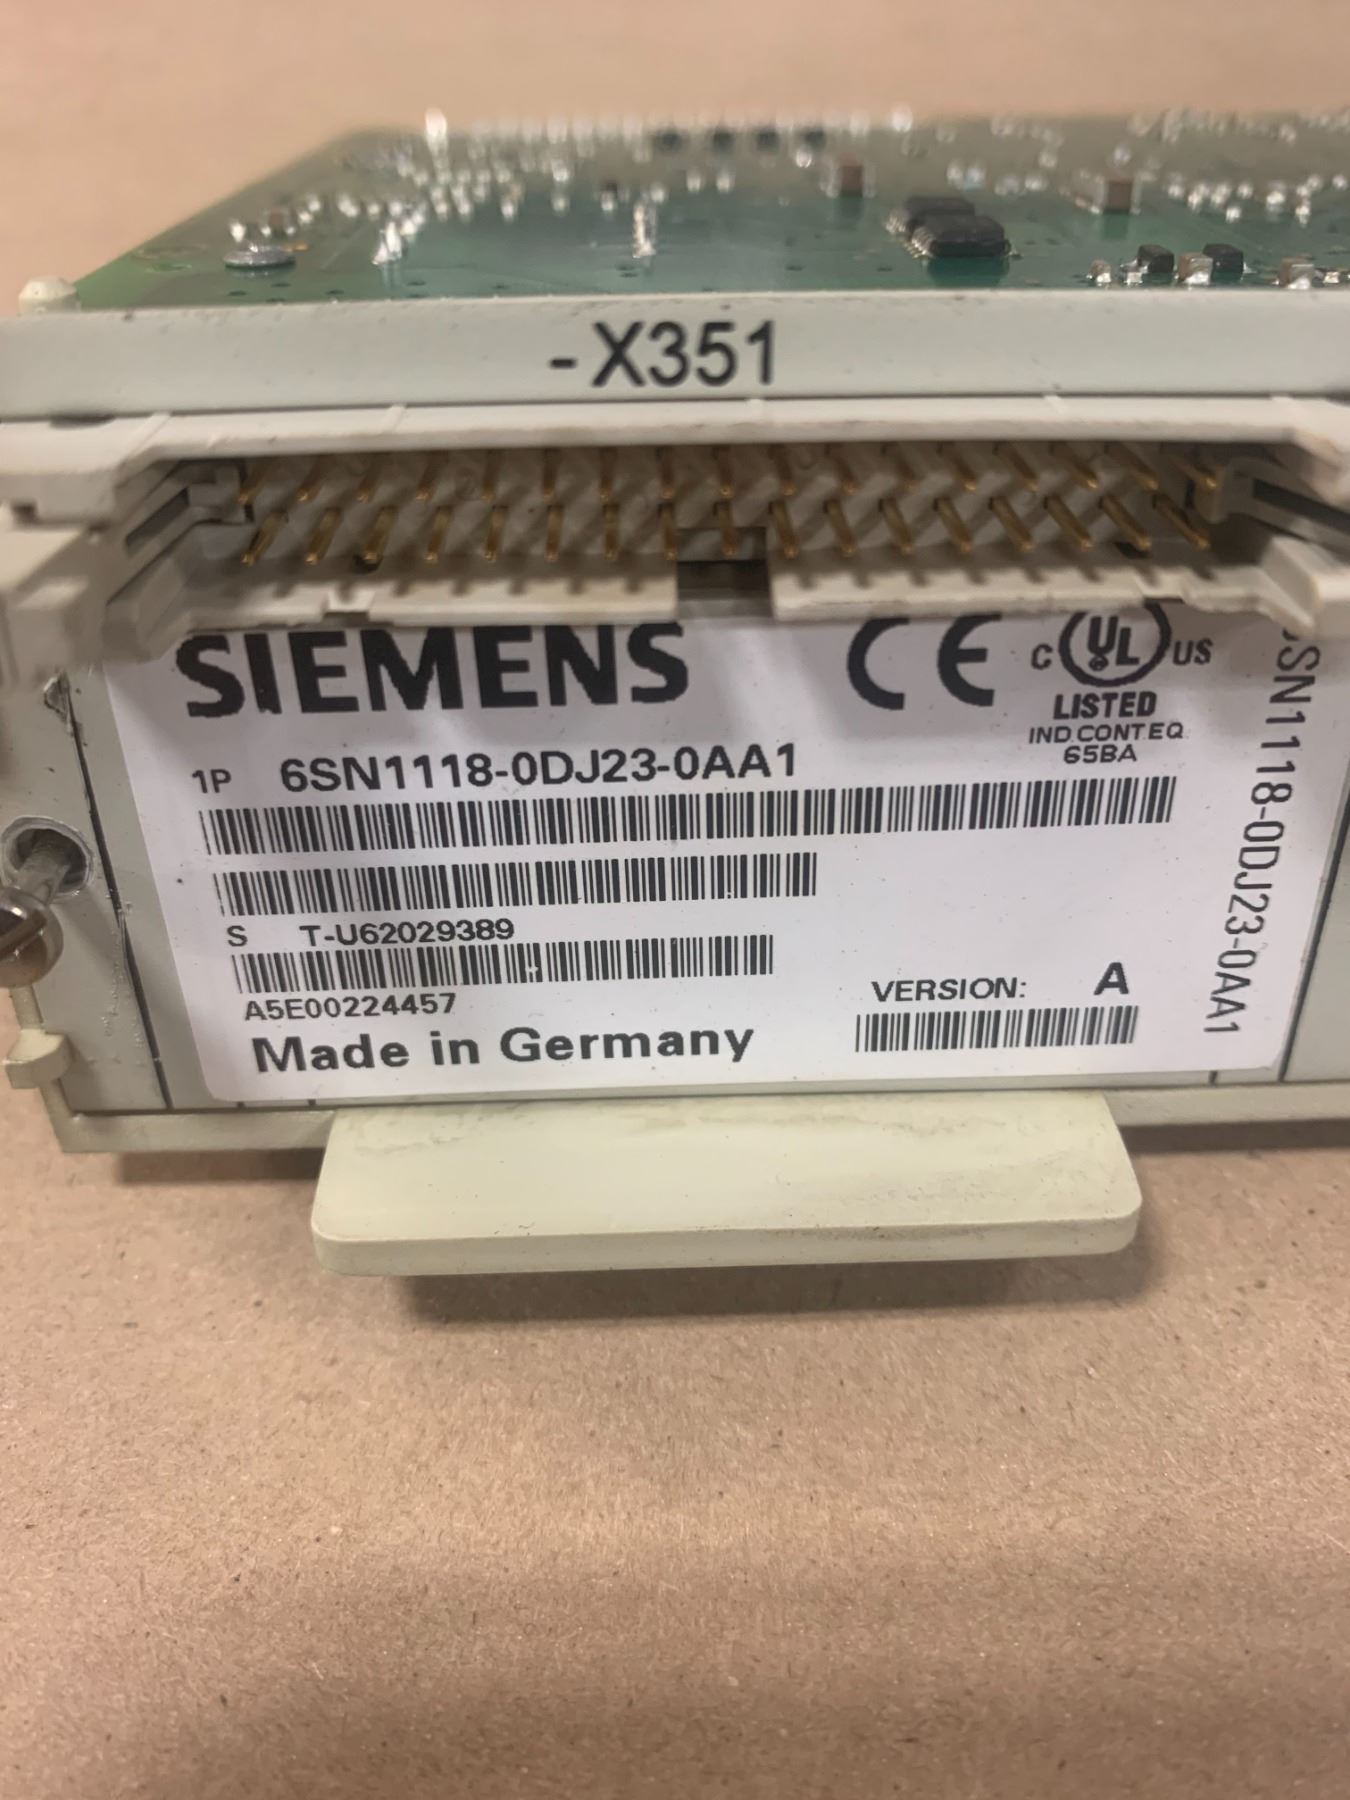 -X351
SIEMENS
CE
C UL US
LISTED
IND.CONT.EQ.
65BA
1P 6SN1118-0DJ23-0AA1
S T-U62029389
A5E00224457
VERSION: A
Made in Germany
6SN1118-0DJ23-0AA1